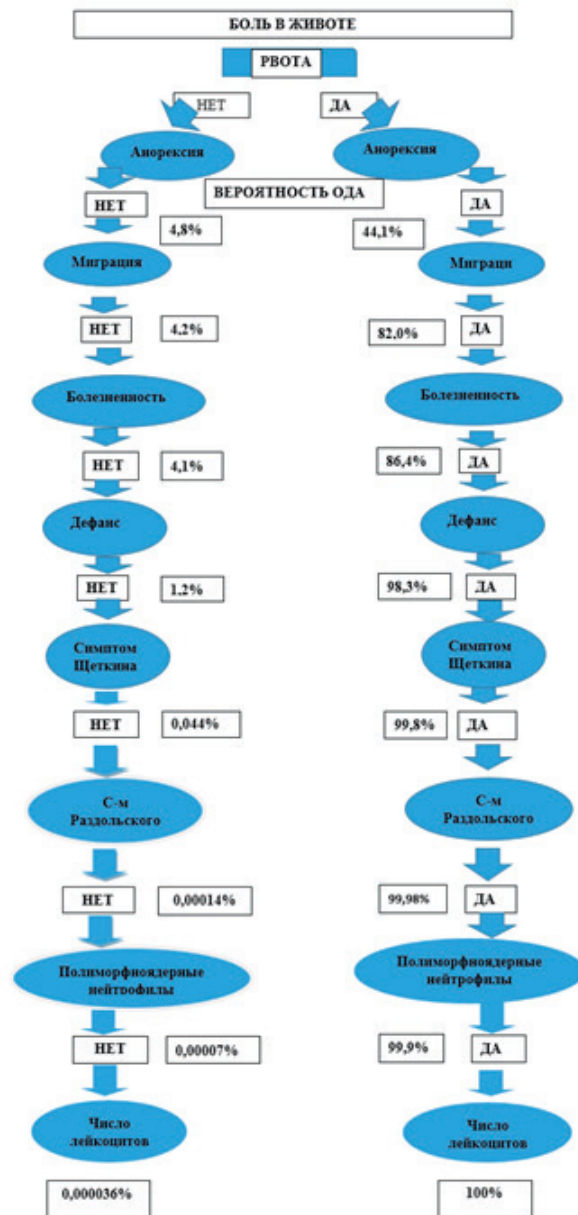 БОЛЬ В ЖИВОТЕ
РВОТА
НЕТ ДА
Анорексия Анорексия
ВЕРОЯТНОСТЬ ОДА
НЕТ ДА
4,8% 44,1%
Миграция Миграци
НЕТ 4,2% 82,0% ДА
Болезненность Болезненность
НЕТ 4,1% 86,4% ДА
Дефанс Дефанс
НЕТ 1,2% 98,3% ДА
Симптом Симптом
Щеткина Щеткина
НЕТ 0,044% 99,8% ДА
С-м С-м
Раздольского Раздольского
НЕТ 0,00014% 99,98% ДА
Полиморфноядерные Полиморфноядерные
нейтрофилы нейтрофилы
НЕТ 0,00007% 99,9% ДА
Число Число
лейкоцитов лейкоцитов
0,000036% 100%